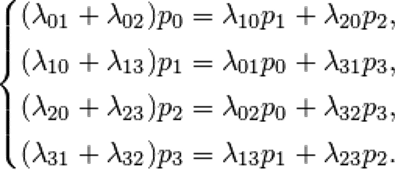 (λ₀₁ + λ₀₂)p₀ = λ₁₀p₁ + λ₂₀p₂,
(λ₁₀ + λ₁₃)p₁ = λ₀₁p₀ + λ₃₁p₃,
(λ₂₀ + λ₂₃)p₂ = λ₀₂p₀ + λ₃₂p₃,
(λ₃₁ + λ₃₂)p₃ = λ₁₃p₁ + λ₂₃p₂.